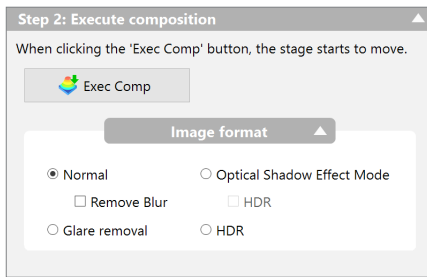 Step 2: Execute composition
When clicking the 'Exec Comp' button, the stage starts to move.
Exec Comp
Image format
Normal
Optical Shadow Effect Mode
Remove Blur
HDR
Glare removal
HDR